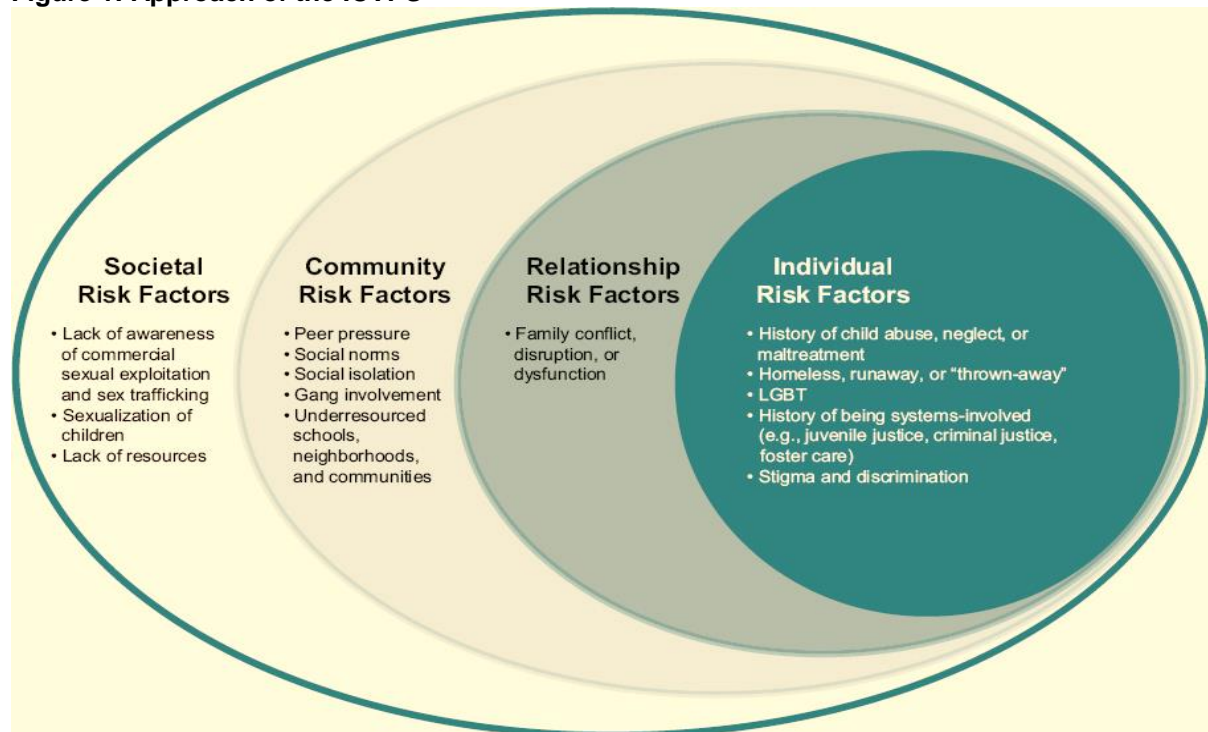 Societal
Risk Factors
• Lack of awareness
of commercial
sexual exploitation
and sex trafficking
• Sexualization of
children
• Lack of resources
Community
Risk Factors
• Peer pressure
• Social norms
• Social isolation
• Gang involvement
• Underresourced
schools,
neighborhoods,
and communities
Relationship
Risk Factors
• Family conflict,
disruption, or
dysfunction
Individual
Risk Factors
• History of child abuse, neglect, or
maltreatment
• Homeless, runaway, or “thrown-away”
• LGBT
• History of being systems-involved
(e.g., juvenile justice, criminal justice,
foster care)
• Stigma and discrimination